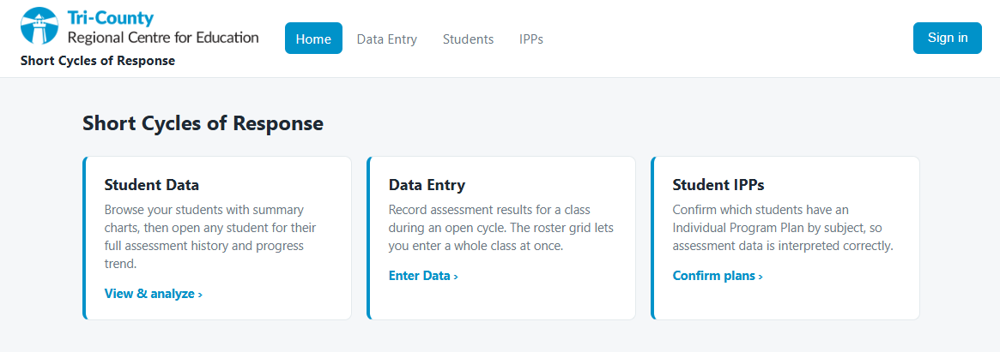 Tri-County
Regional Centre for Education
Short Cycles of Response
Home
Data Entry
Students
IPPs
Sign in
Short Cycles of Response
Student Data
Browse your students with summary
charts, then open any student for their
full assessment history and progress
trend.
View & analyze ›
Data Entry
Record assessment results for a class
during an open cycle. The roster grid lets
you enter a whole class at once.
Enter Data ›
Student IPPs
Confirm which students have an
Individual Program Plan by subject, so
assessment data is interpreted correctly.
Confirm plans ›